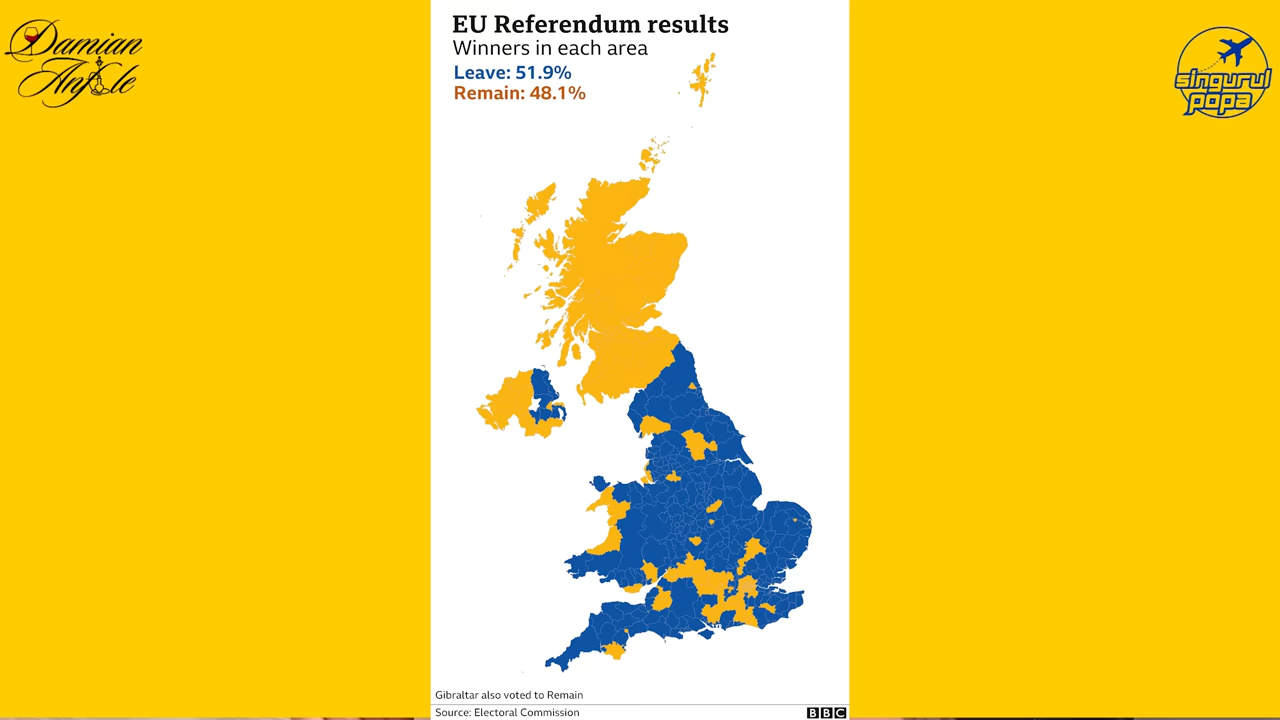 Damian
Anfole
EU Referendum results
Winners in each area
Leave: 51.9%
Remain: 48.1%
singurul
popa
Gibraltar also voted to Remain
Source: Electoral Commission
BBC